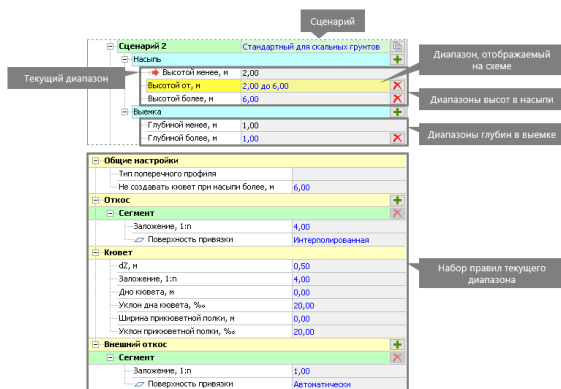 Сценарий
Сценарий 2 Стандартный для скальных грунтов
Насыпь
Высотой менее, м 2,00
Высотой от, м 2,00 до 6,00
Высотой более, м 6,00
Выемка
Глубиной менее, м 1,00
Глубиной более, м 1,00
Текущий диапазон
Диапазон, отображаемый
на схеме
Диапазоны высот в насыпи
Диапазоны глубин в выемке
Общие настройки
Тип поперечного профиля
Не создавать кювет при насыпи более, м 6,00
Откос
Сегмент
Заложение, 1:n 4,00
Поверхность привязки Интерполированная
Кювет
dZ, м 0,50
Заложение, 1:n 4,00
Дно кювета, м 0,00
Уклон дна кювета, ‰ 20,00
Ширина прикюветной полки, м 0,00
Уклон прикюветной полки, ‰ 20,00
Внешний откос
Сегмент
Заложение, 1:n 1,00
Поверхность привязки Автоматически
Набор правил текущего
диапазона